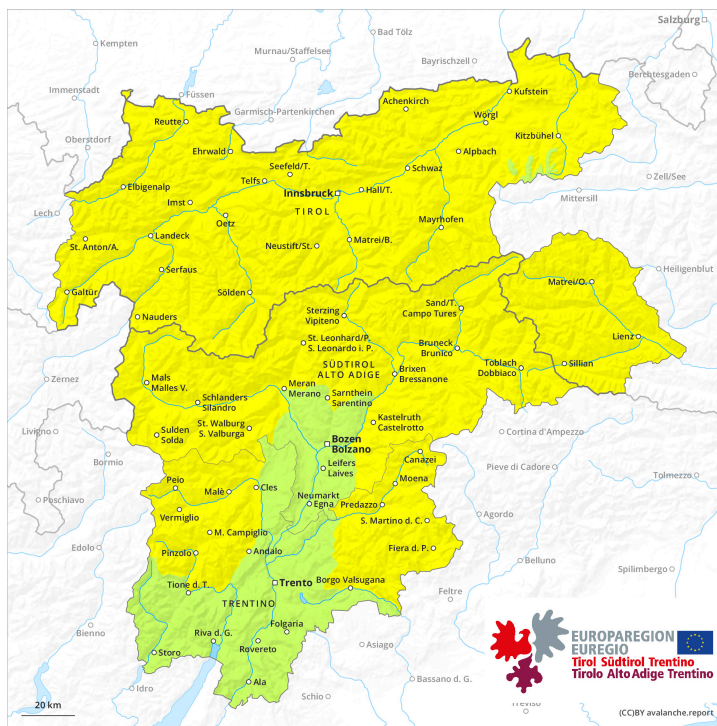 Salzburg
Kempten
Bad Tölz
Murnau/Staffelsee
Bayrischzell
Berchtesgaden
Immenstadt
Füssen
Achenkirch
Kufstein
Garmisch-Partenkirchen
Reutte
Wörgl
Oberstdorf
Ehrwald
Kitzbühel
Seefeld/T.
Alpbach
Telfs
Schwaz
Zell/See
Elbigenalp
Innsbruck
Hall/T.
Mittersill
Imst
TIROL
Lech
Oetz
Mayrhofen
St. Anton/A.
Landeck
Neustift/St.
Matrei/B.
Serfaus
Heiligenblut
Galtür
Sölden
Matrei/O.
Nauders
Sterzing
Vipiteno
Sand/T.
Campo Tures
Lienz
St. Leonhard/P.
S. Leonardo i. P.
Bruneck
Brunico
Toblach
Dobbiaco
Sillian
SÜDTIROL
ALTO ADIGE
Brixen
Bressanone
Zernez
Mals
Malles V.
Meran
Merano
Sarnthein
Sarentino
Schlanders
Silandro
St. Walburg
S. Valburga
Kastelruth
Castelrotto
Livigno
Sulden
Solda
Bozen
Bolzano
Cortina d'Ampezzo
Bormio
Canazei
Leifers
Laives
Pieve di Cadore
Tolmezzo
Peio
Moena
Poschiavo
Malè
Cles
Neumarkt
Egna
Predazzo
Vermiglio
Agordo
M. Campiglio
S. Martino d. C.
Edolo
Pinzolo
Andalo
Fiera d. P.
Belluno
Spilimbergo
Tione d. T.
Trento
Borgo Valsugana
Feltre
TRENTINO
Bienno
Riva d. G.
Folgaria
Storo
Rovereto
Asiago
Idro
Ala
Schio
Bassano d. G.
EUROPAREGION
EUREGIO
Tirol Südtirol Trentino
Tirolo Alto Adige Trentino
Treviso
20 km
(CC)BY avalanche.report